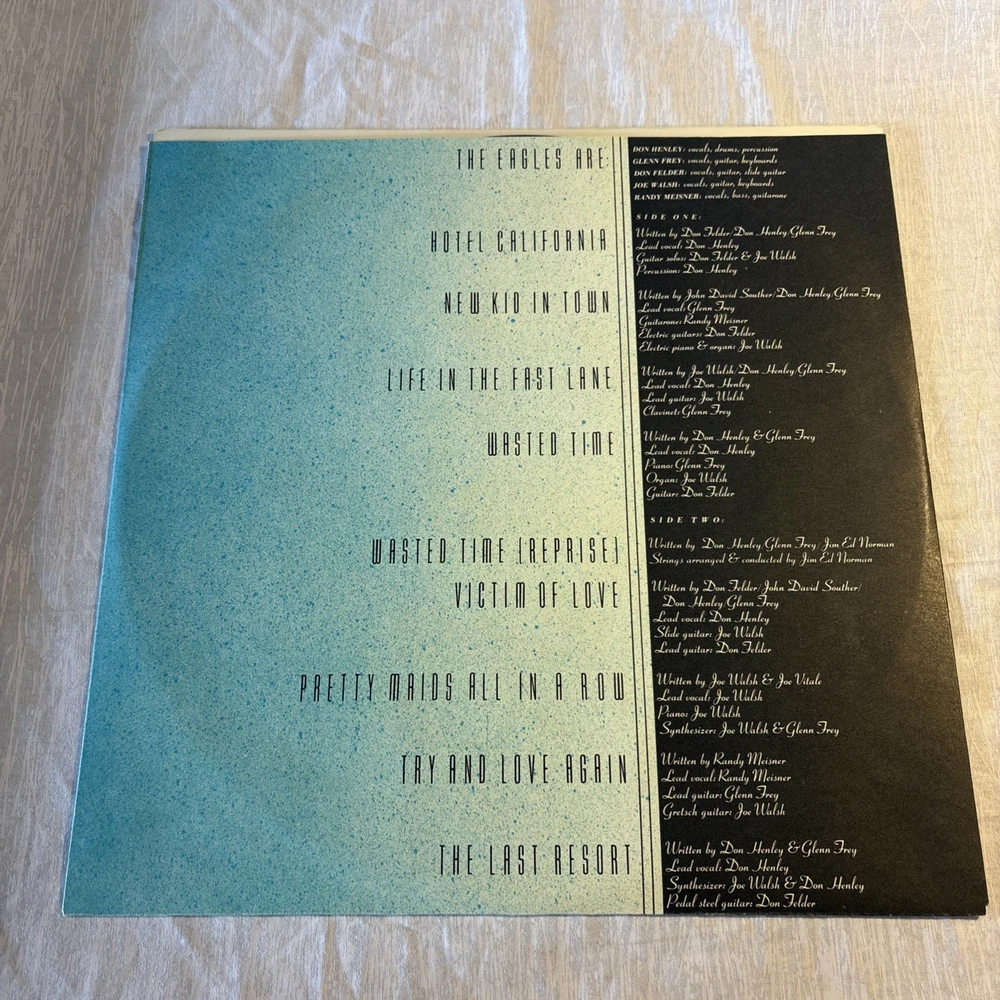 THE EAGLES ARE:
DON HENLEY: vocals, drums, percussion
GLENN FREY: vocals, guitar, keyboards
DON FELDER: vocals, guitar, slide guitar
JOE WALSH: vocals, guitar, keyboards
RANDY MEISNER: vocals, bass, guitarone
SIDE ONE:
HOTEL CALIFORNIA
Written by Don Felder/Don Henley/Glenn Frey
Lead vocal: Don Henley
Guitar solos: Don Felder & Joe Walsh
Percussion: Don Henley
NEW KID IN TOWN
Written by John David Souther/Don Henley/Glenn Frey
Lead vocal: Glenn Frey
Guitarone: Randy Meisner
Electric guitars: Don Felder
Electric piano & organ: Joe Walsh
LIFE IN THE FAST LANE
Written by Joe Walsh/Don Henley/Glenn Frey
Lead vocal: Don Henley
Lead guitar: Joe Walsh
Clavinet: Glenn Frey
WASTED TIME
Written by Don Henley & Glenn Frey
Lead vocal: Don Henley
Piano: Glenn Frey
Organ: Joe Walsh
Guitar: Don Felder
SIDE TWO:
WASTED TIME (REPRISE)
Written by Don Henley/Glenn Frey/Jim Ed Norman
Strings arranged & conducted by Jim Ed Norman
VICTIM OF LOVE
Written by Don Felder/John David Souther/
Don Henley/Glenn Frey
Lead vocal: Don Henley
Slide guitar: Joe Walsh
Lead guitar: Don Felder
PRETTY MAIDS ALL IN A ROW
Written by Joe Walsh & Joe Vitale
Lead vocal: Joe Walsh
Piano: Joe Walsh
Synthesizer: Joe Walsh & Glenn Frey
TRY AND LOVE AGAIN
Written by Randy Meisner
Lead vocal: Randy Meisner
Lead guitar: Glenn Frey
Gretsch guitar: Joe Walsh
THE LAST RESORT
Written by Don Henley & Glenn Frey
Lead vocal: Don Henley
Synthesizer: Joe Walsh & Don Henley
Pedal steel guitar: Don Felder